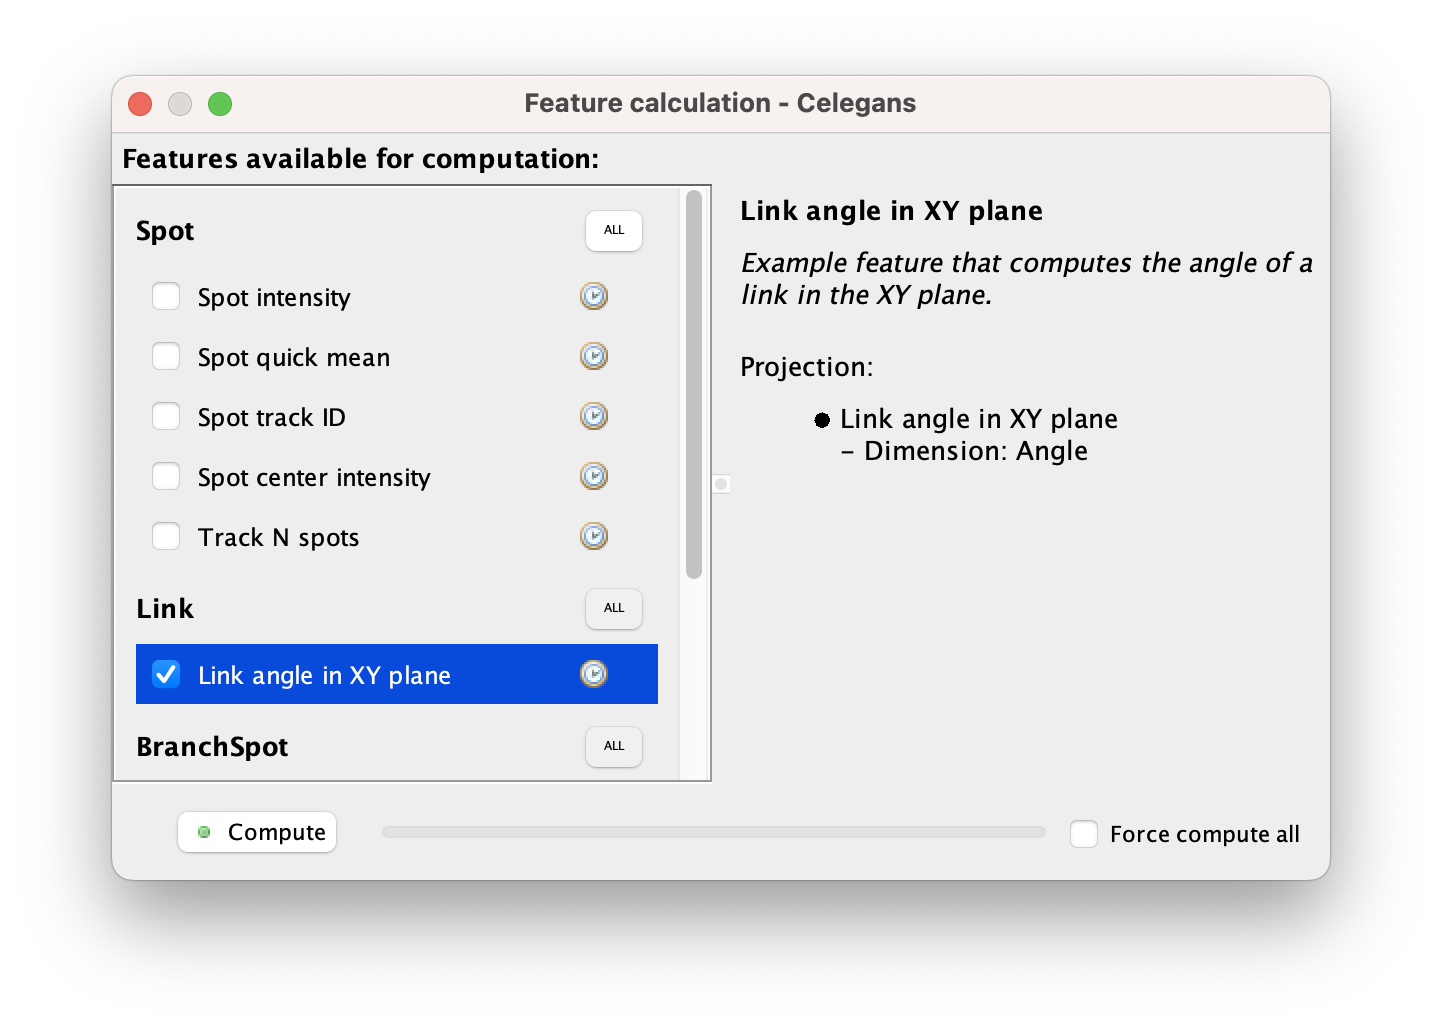 Feature calculation - Celegans
Features available for computation:
Spot
ALL
Spot intensity
Spot quick mean
Spot track ID
Spot center intensity
Track N spots
Link
ALL
Link angle in XY plane
BranchSpot
ALL
Link angle in XY plane
Example feature that computes the angle of a
link in the XY plane.
Projection:
● Link angle in XY plane
– Dimension: Angle
Compute
Force compute all